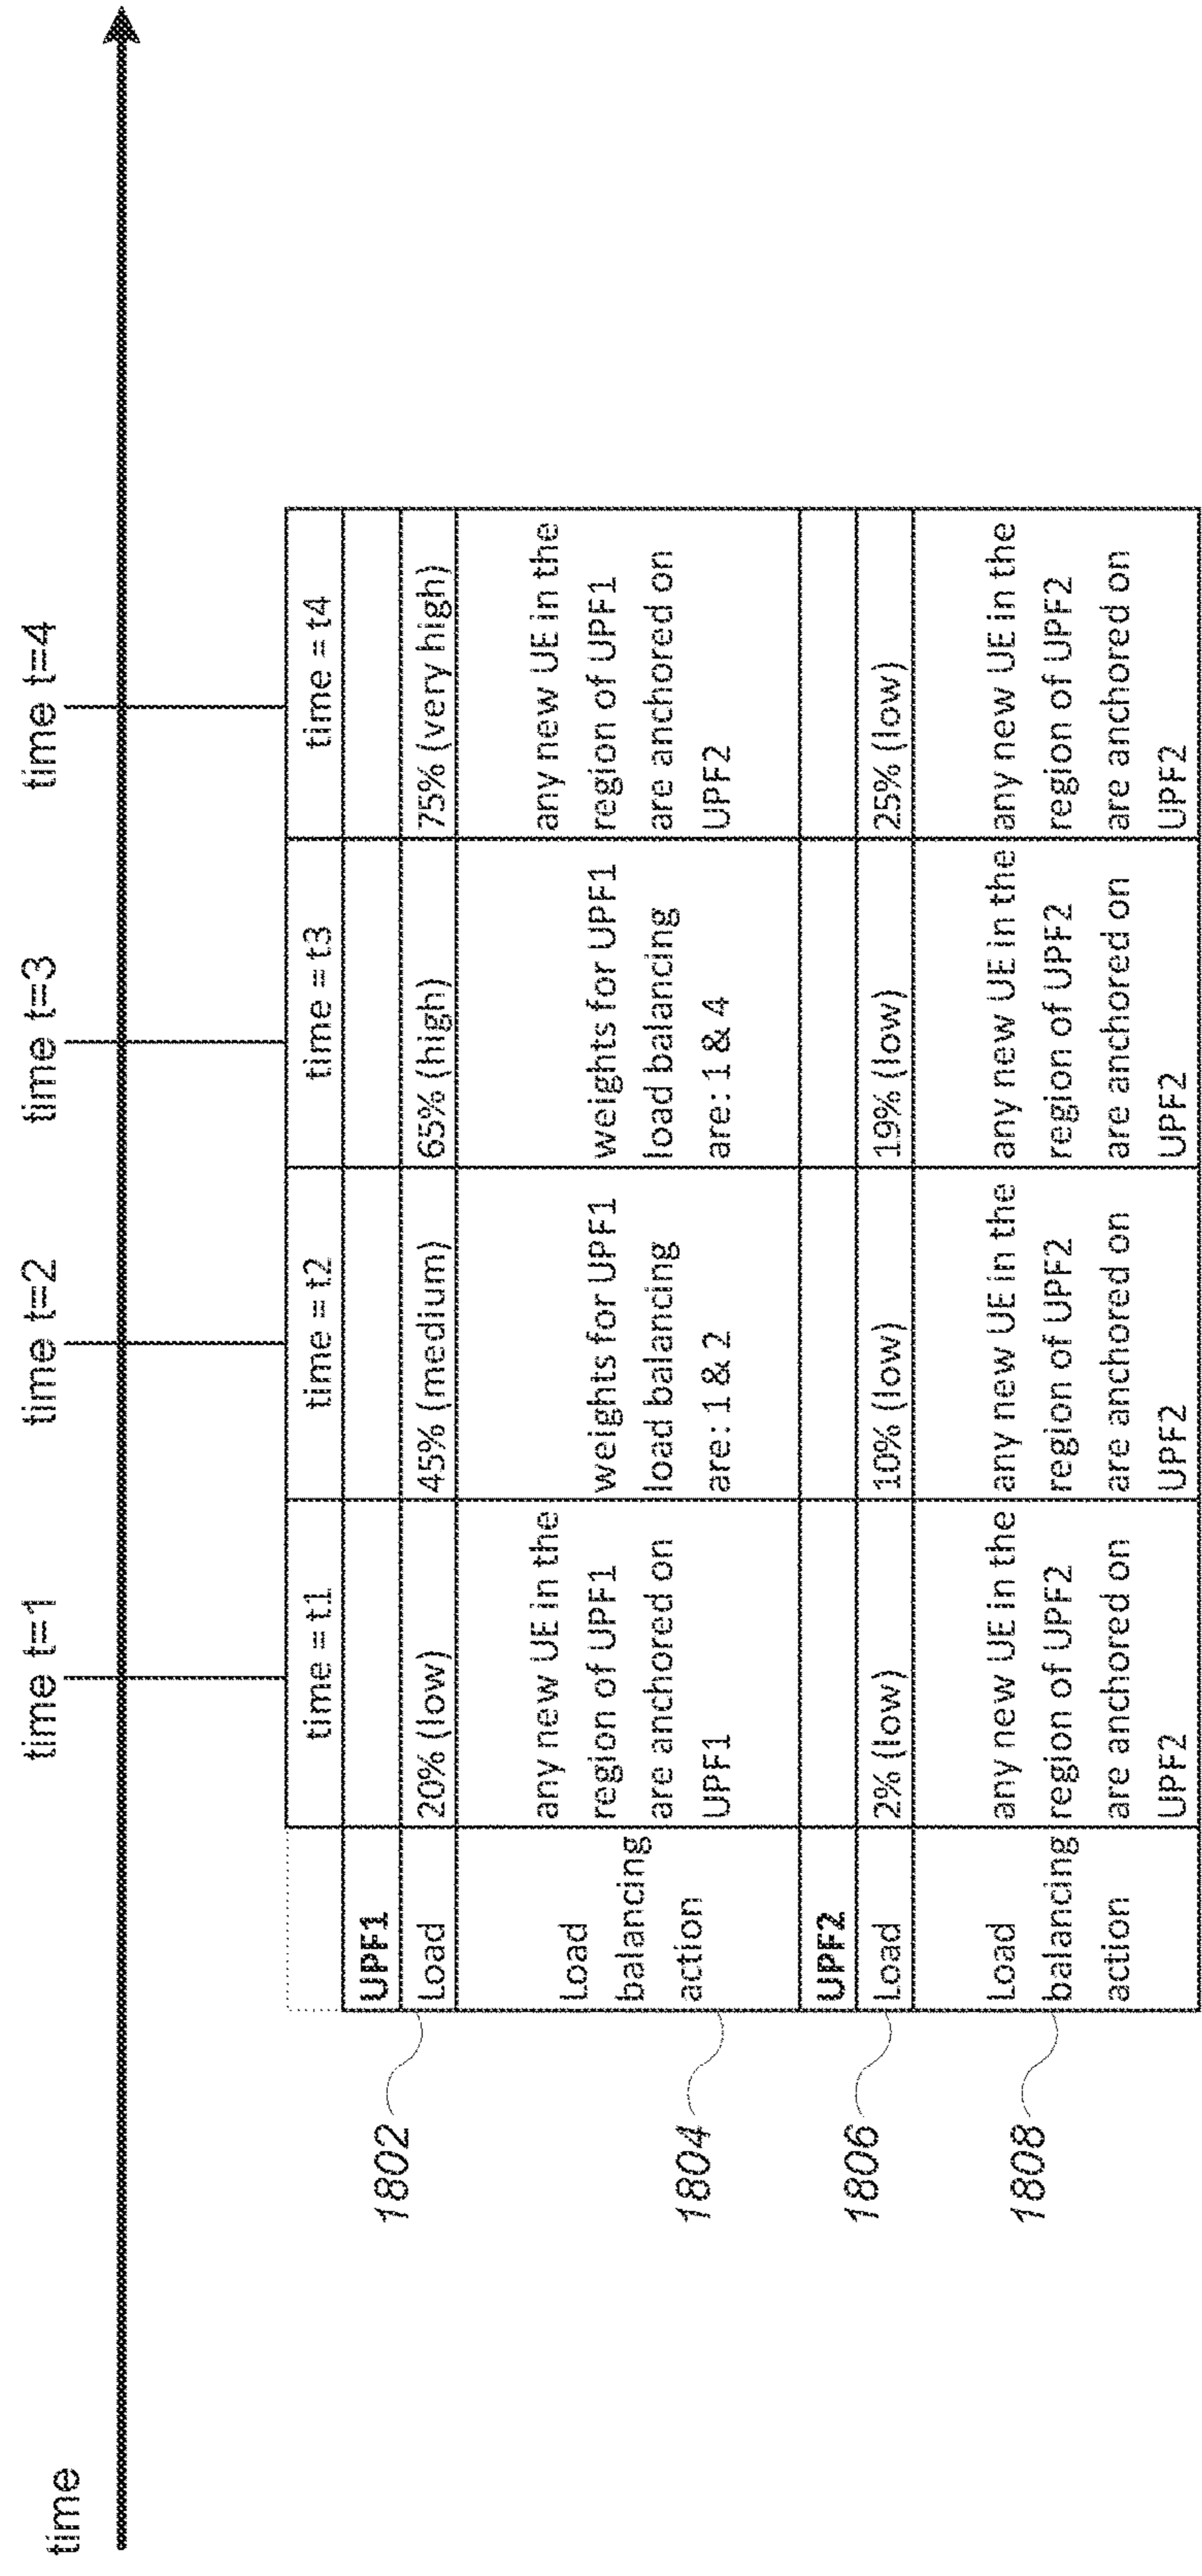 time
time t=1
time t=2
time t=3
time t=4
time = t1
time = t2
time = t3
time = t4
UPF1
1802
Load
20% (low)
45% (medium)
65% (high)
75% (very high)
1804
Load
balancing
action
any new UE in the
region of UPF1
are anchored on
UPF1
weights for UPF1
load balancing
are: 1 & 2
weights for UPF1
load balancing
are: 1 & 4
any new UE in the
region of UPF1
are anchored on
UPF2
UPF2
1806
Load
2% (low)
10% (low)
19% (low)
25% (low)
1808
Load
balancing
action
any new UE in the
region of UPF2
are anchored on
UPF2
any new UE in the
region of UPF2
are anchored on
UPF2
any new UE in the
region of UPF2
are anchored on
UPF2
any new UE in the
region of UPF2
are anchored on
UPF2